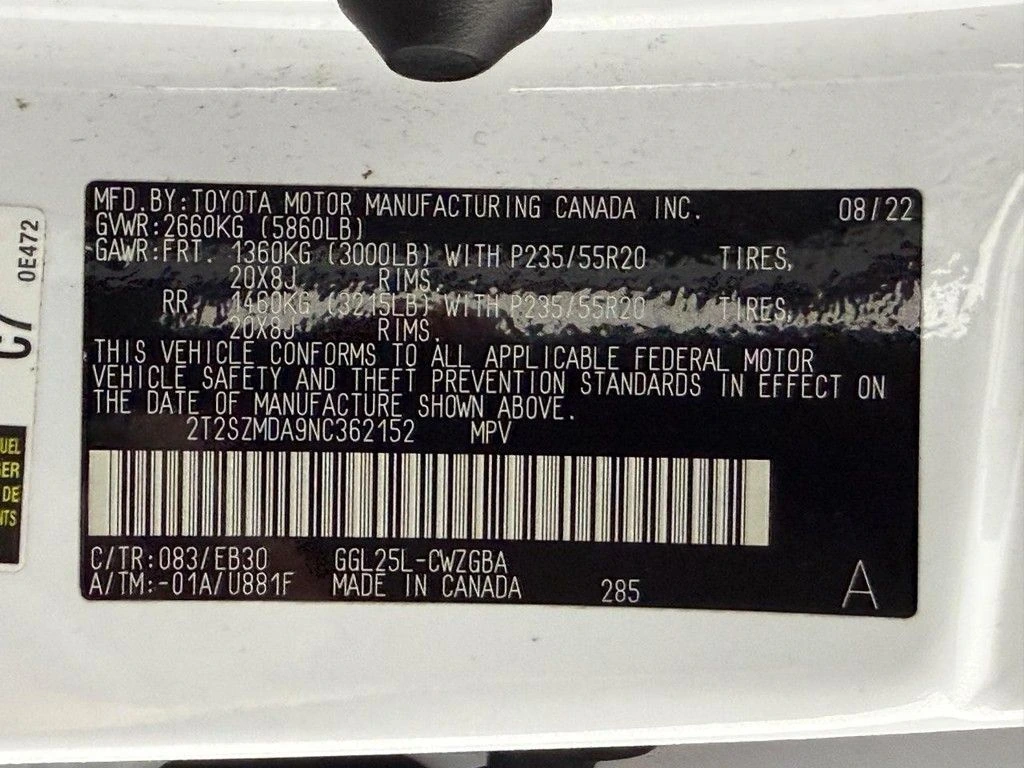 MFD.BY:TOYOTA MOTOR MANUFACTURING CANADA INC. 08/22
GVWR:2660KG (5860LB)
GAWR:FRT. 1360KG (3000LB) WITH P235/55R20 TIRES,
20X8J RIMS.
RR. 1460KG (3215LB) WITH P235/55R20 TIRES,
20X8J RIMS.
THIS VEHICLE CONFORMS TO ALL APPLICABLE FEDERAL MOTOR
VEHICLE SAFETY AND THEFT PREVENTION STANDARDS IN EFFECT ON
THE DATE OF MANUFACTURE SHOWN ABOVE.
2T2SZMDA9NC362152 MPV
C/TR:083/EB30 GGL25L-CWZGBA
A/TM:-01A/U881F MADE IN CANADA 285 A
0E472
C7
DE